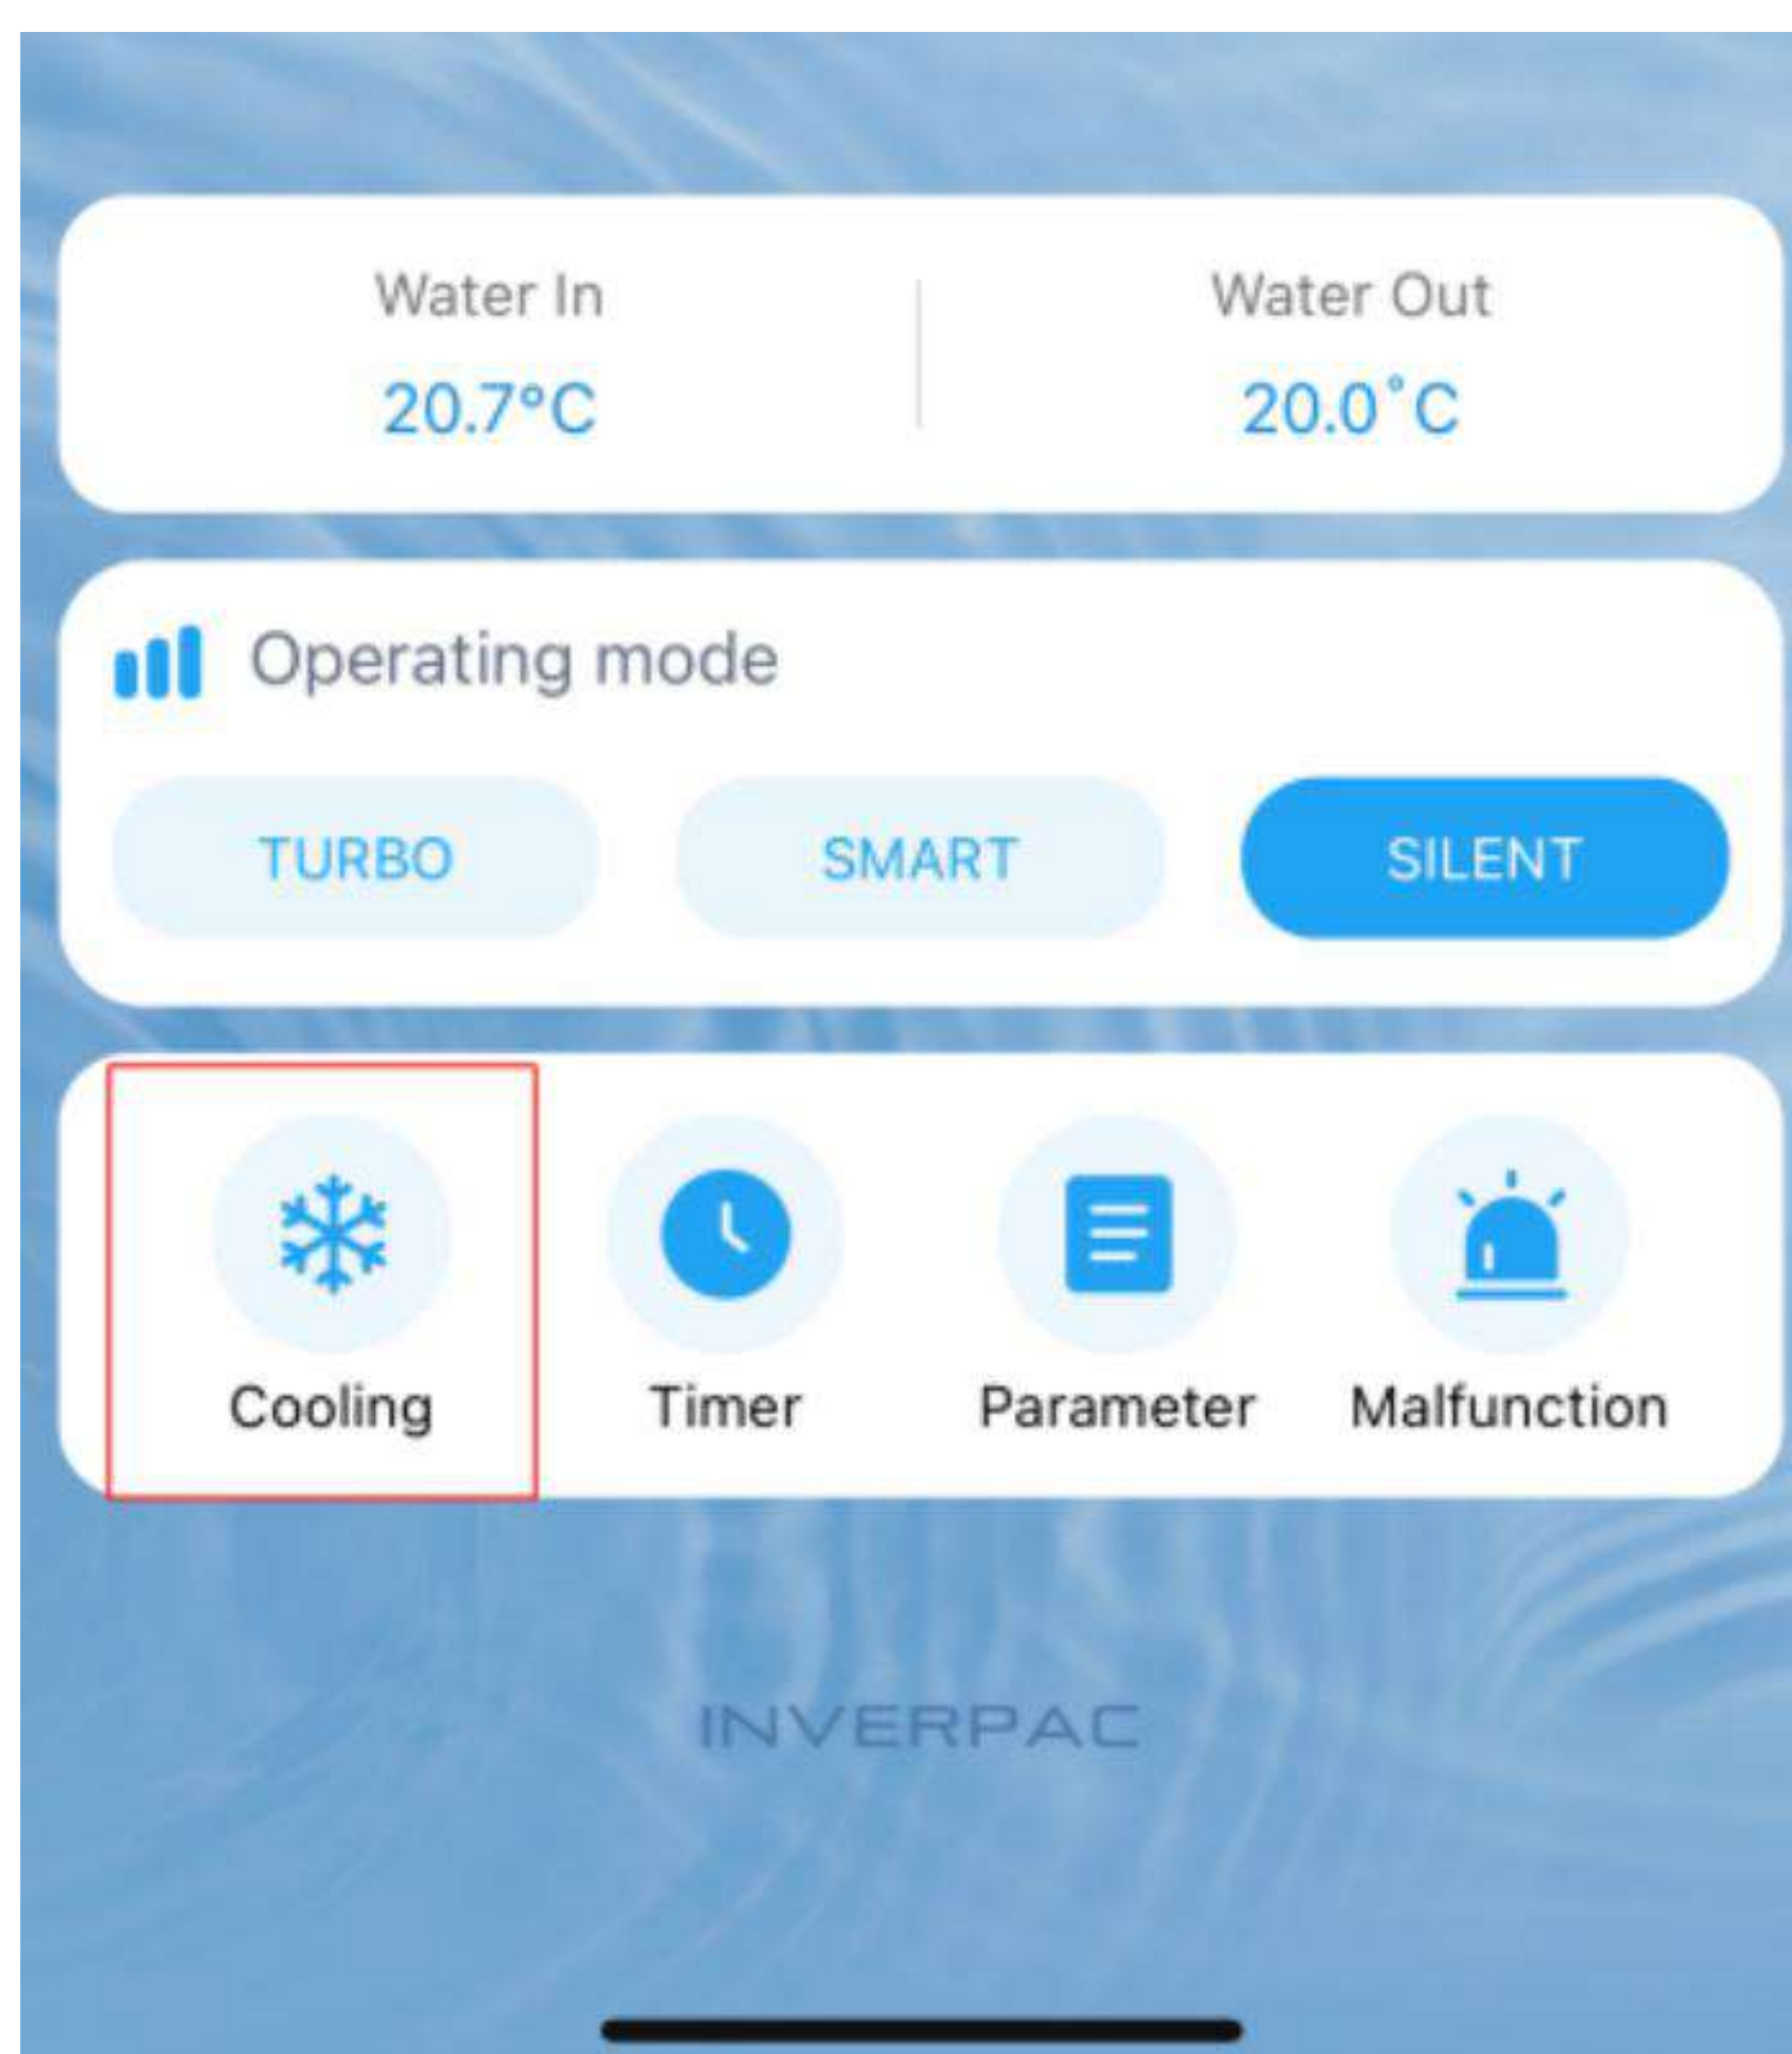 Water In Water Out
20.7°C 20.0°C
Operating mode
TURBO SMART SILENT
Cooling Timer Parameter Malfunction
INVERPAC